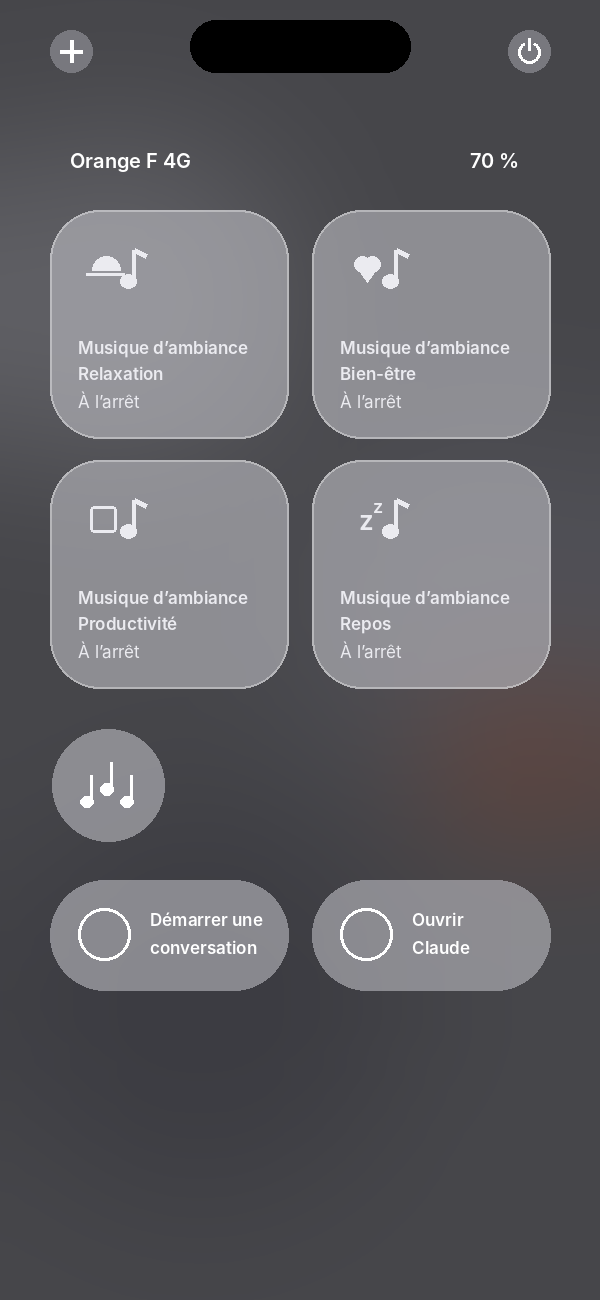 Orange F 4G
70 %
Musique d’ambiance
Relaxation
À l’arrêt
Musique d’ambiance
Bien-être
À l’arrêt
Musique d’ambiance
Productivité
À l’arrêt
zz
Musique d’ambiance
Repos
À l’arrêt
Démarrer une
conversation
Ouvrir
Claude